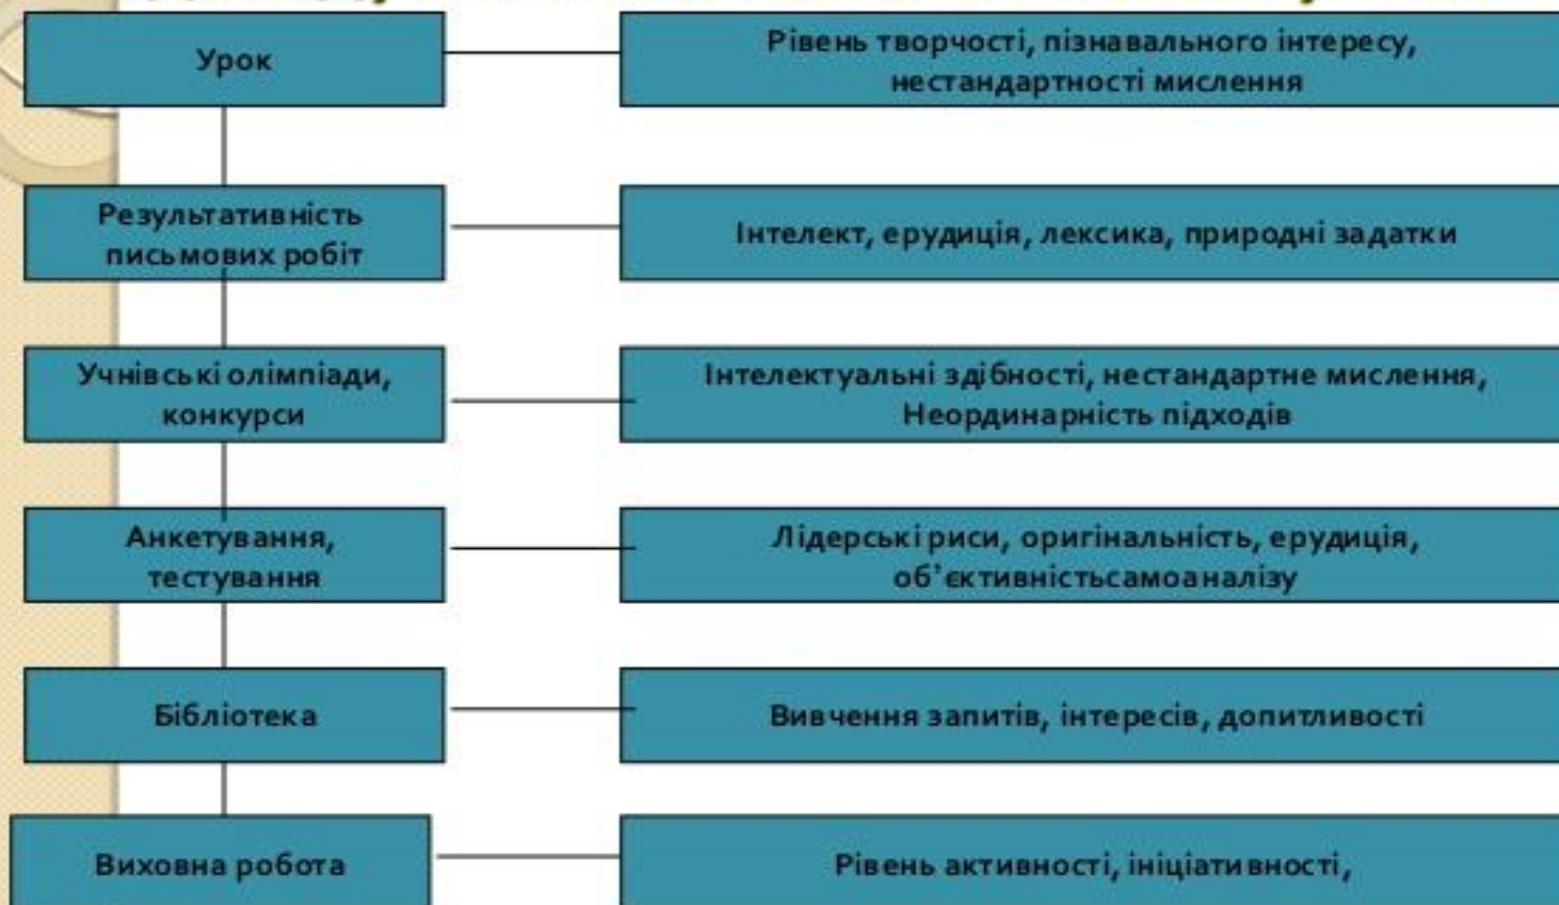 Урок
Рівень творчості, пізнавального інтересу,
нестандартності мислення
Результативність
письмових робіт
Інтелект, ерудиція, лексика, природні задатки
Учнівські олімпіади,
конкурси
Інтелектуальні здібності, нестандартне мислення,
Неординарність підходів
Анкетування,
тестування
Лідерські риси, оригінальність, ерудиція,
об’єктивністьсамоаналізу
Бібліотека
Вивчення запитів, інтересів, допитливості
Виховна робота
Рівень активності, ініціативності,